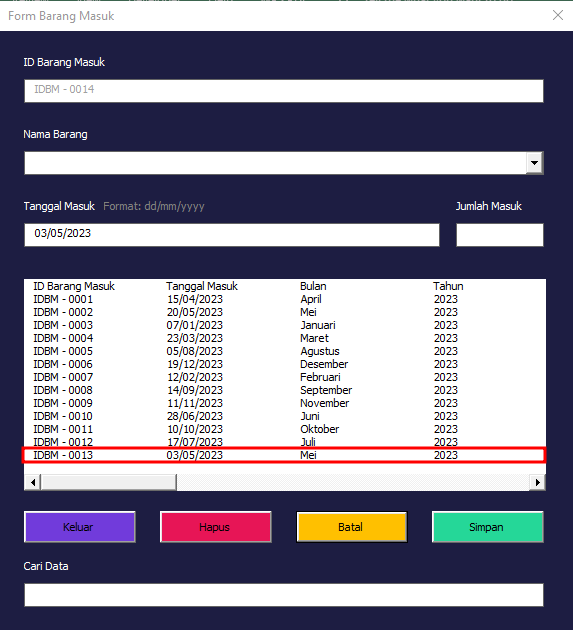 Form Barang Masuk
ID Barang Masuk
IDBM - 0014
Nama Barang
Tanggal Masuk Format: dd/mm/yyyy Jumlah Masuk
03/05/2023
ID Barang Masuk Tanggal Masuk Bulan Tahun
IDBM - 0001 15/04/2023 April 2023
IDBM - 0002 20/05/2023 Mei 2023
IDBM - 0003 07/01/2023 Januari 2023
IDBM - 0004 23/03/2023 Maret 2023
IDBM - 0005 05/08/2023 Agustus 2023
IDBM - 0006 19/12/2023 Desember 2023
IDBM - 0007 12/02/2023 Februari 2023
IDBM - 0008 14/09/2023 September 2023
IDBM - 0009 11/11/2023 November 2023
IDBM - 0010 28/06/2023 Juni 2023
IDBM - 0011 10/10/2023 Oktober 2023
IDBM - 0012 17/07/2023 Juli 2023
IDBM - 0013 03/05/2023 Mei 2023
Keluar Hapus Batal Simpan
Cari Data